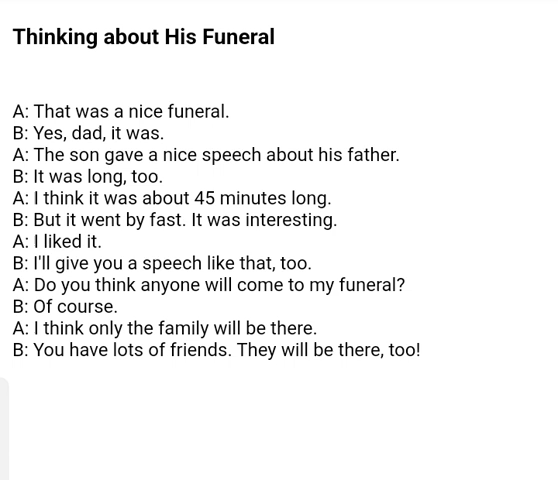 Thinking about His Funeral
A: That was a nice funeral.
B: Yes, dad, it was.
A: The son gave a nice speech about his father.
B: It was long, too.
A: I think it was about 45 minutes long.
B: But it went by fast. It was interesting.
A: I liked it.
B: I'll give you a speech like that, too.
A: Do you think anyone will come to my funeral?
B: Of course.
A: I think only the family will be there.
B: You have lots of friends. They will be there, too!